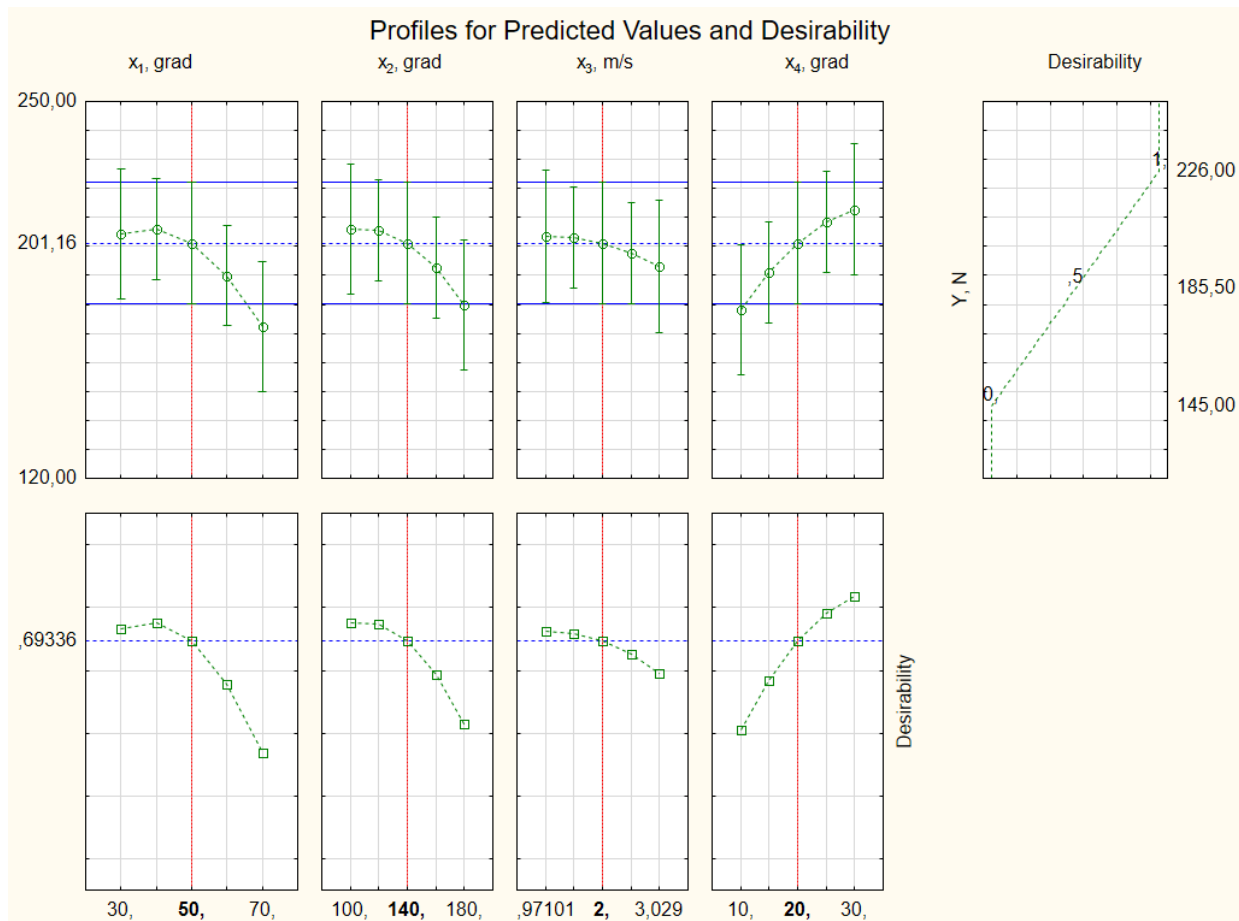 Profiles for Predicted Values and Desirability
x₁, grad
x₂, grad
x₃, m/s
x₄, grad
Desirability
250,00
201,16
120,00
1,
226,00
,5
185,50
0,
145,00
Y, N
,69336
Desirability
30, 50, 70,
100, 140, 180,
,97101 2, 3,029
10, 20, 30,